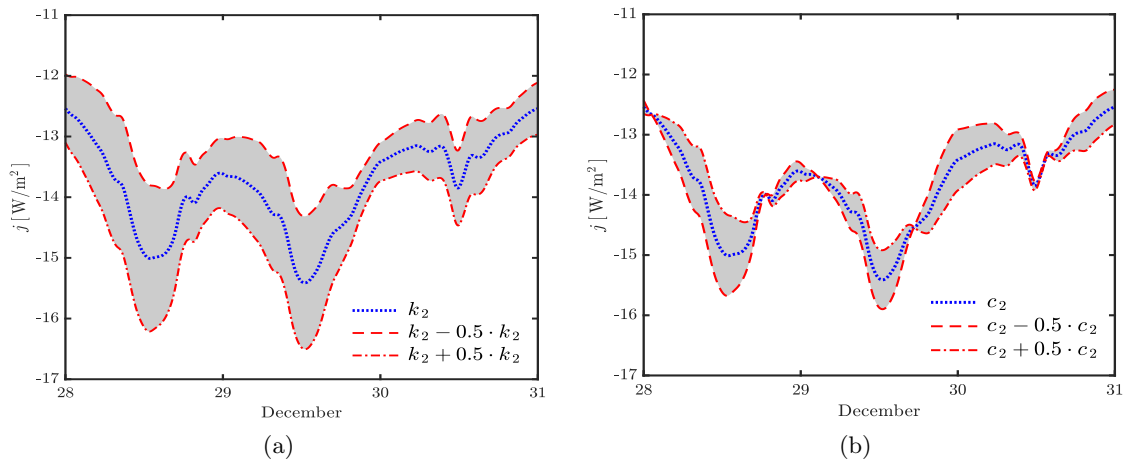 -11
-12
-13
-14
-15
-16
-17
j [W/m²]
28
29
30
31
December
k₂
k₂ − 0.5 · k₂
k₂ + 0.5 · k₂
(a)
-11
-12
-13
-14
-15
-16
-17
j [W/m²]
28
29
30
31
December
c₂
c₂ − 0.5 · c₂
c₂ + 0.5 · c₂
(b)